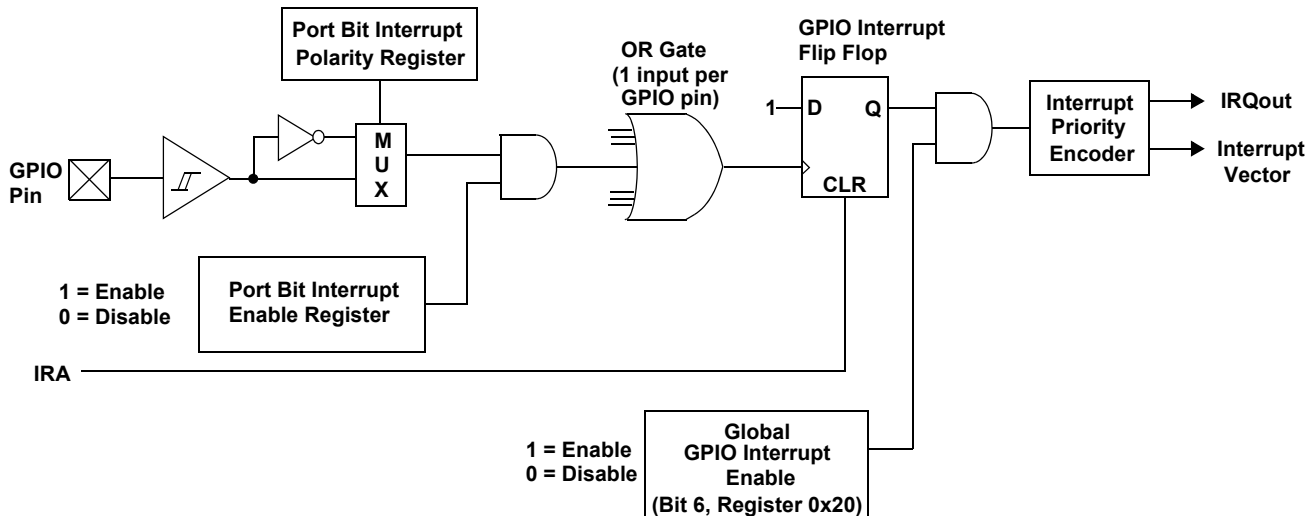 Port Bit Interrupt
Polarity Register
OR Gate
(1 input per
GPIO pin)
GPIO Interrupt
Flip Flop
GPIO
Pin
M
U
X
1
D
Q
CLR
Interrupt
Priority
Encoder
IRQout
Interrupt
Vector
1 = Enable
0 = Disable
Port Bit Interrupt
Enable Register
IRA
1 = Enable
0 = Disable
Global
GPIO Interrupt
Enable
(Bit 6, Register 0x20)